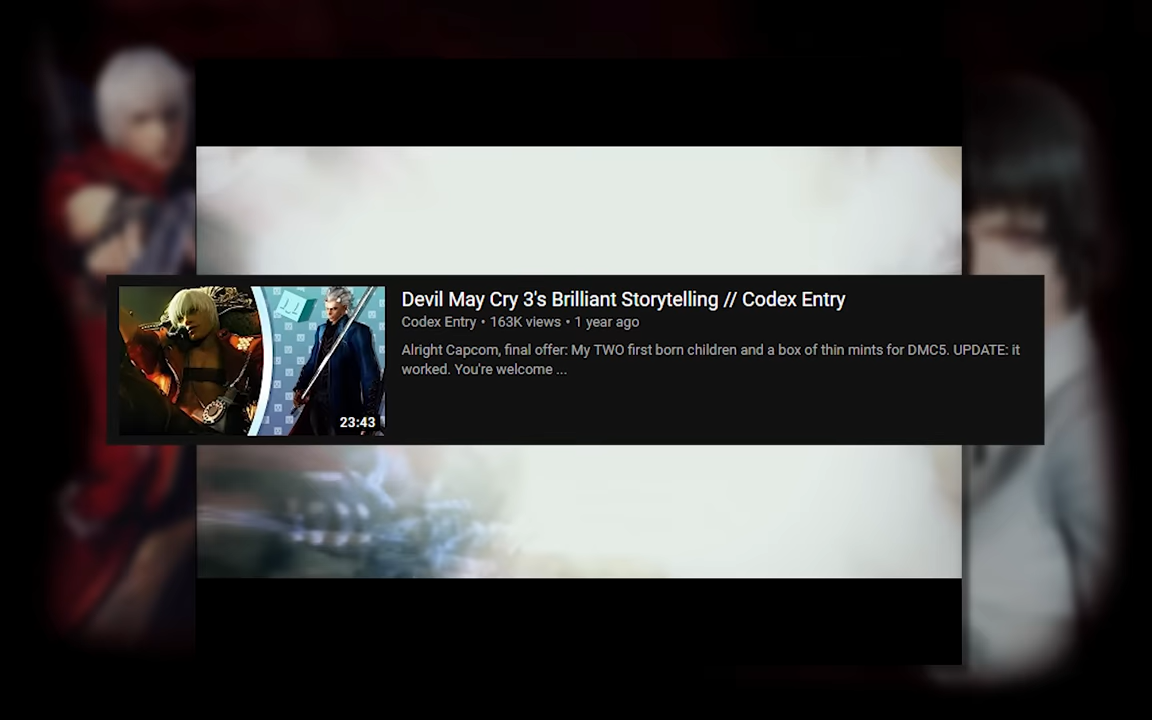 Devil May Cry 3's Brilliant Storytelling // Codex Entry
Codex Entry • 163K views • 1 year ago
Alright Capcom, final offer: My TWO first born children and a box of thin mints for DMC5. UPDATE: it
worked. You're welcome ...
23:43